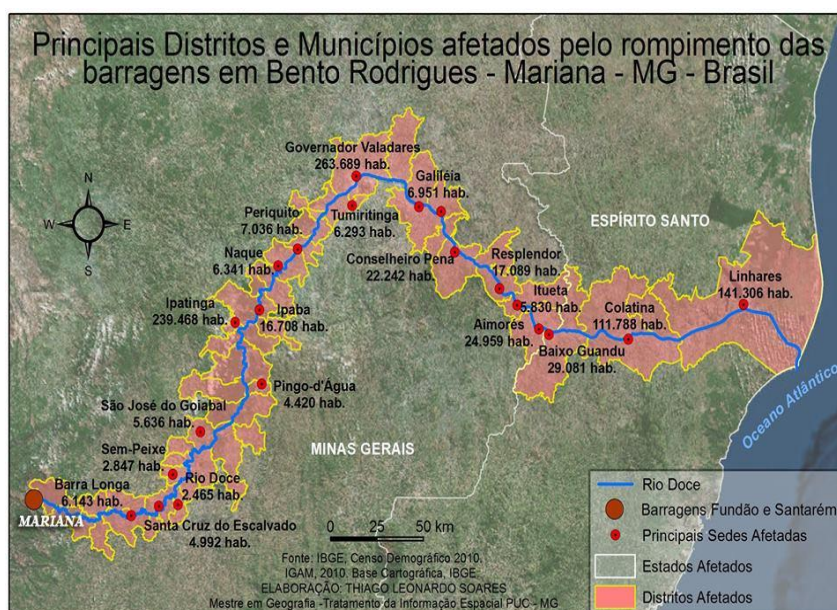 Principais Distritos e Municípios afetados pelo rompimento das
barragens em Bento Rodrigues - Mariana - MG - Brasil
N
W
E
S
Governador Valadares
263.689 hab.
Galiléia
6.951 hab.
Periquito
7.036 hab.
Tumiritinga
6.293 hab.
ESPÍRITO SANTO
Naque
6.341 hab.
Conselheiro Pena
22.242 hab.
Resplendor
17.089 hab.
Linhares
141.306 hab.
Itueta
5.830 hab.
Ipatinga
239.468 hab.
Ipaba
16.708 hab.
Colatina
111.788 hab.
Aimorés
24.959 hab.
Baixo Guandu
29.081 hab.
Pingo-d'Água
4.420 hab.
Oceano Atlântico
São José do Goiabal
5.636 hab.
Sem-Peixe
2.847 hab.
MINAS GERAIS
Barra Longa
6.143 hab.
Rio Doce
2.465 hab.
MARIANA
Santa Cruz do Escalvado
4.992 hab.
0 25 50 km
Fonte: IBGE, Censo Demográfico 2010.
IGAM, 2010. Base Cartográfica, IBGE.
ELABORAÇÃO: THIAGO LEONARDO SOARES
Mestre em Geografia -Tratamento da Informação Espacial PUC - MG
Rio Doce
Barragens Fundão e Santarém
Principais Sedes Afetadas
Estados Afetados
Distritos Afetados